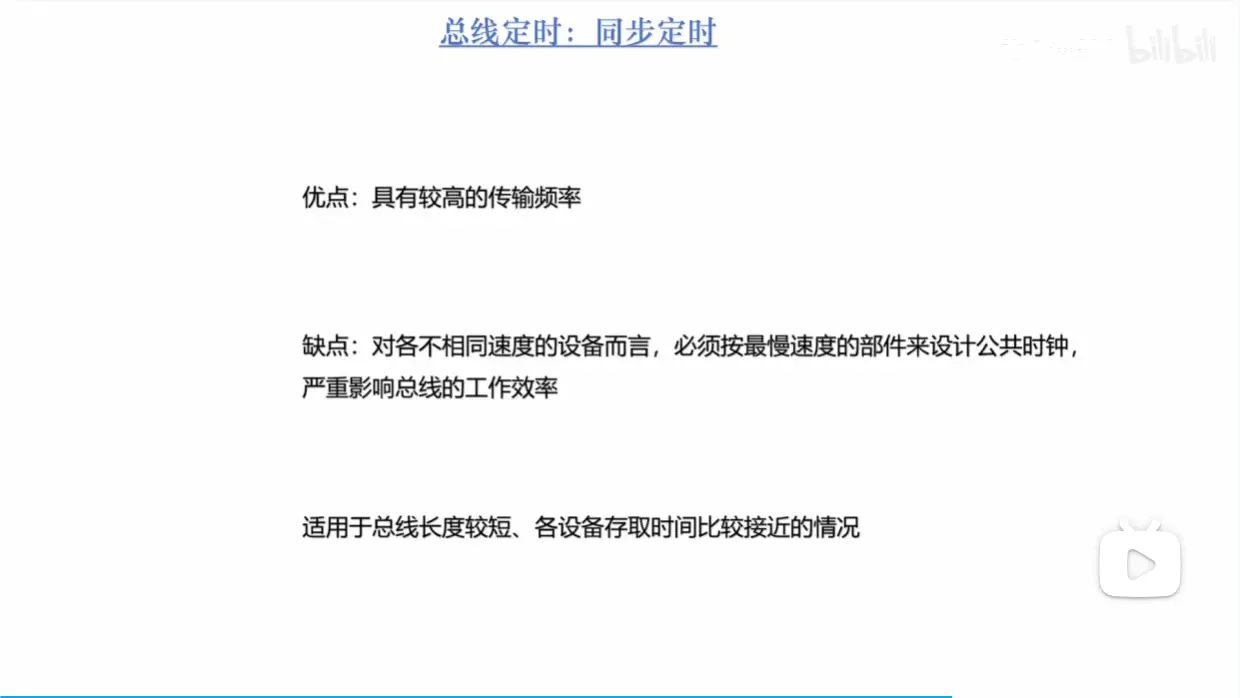 总线定时：同步定时
bilibili
优点：具有较高的传输频率
缺点：对各不相同速度的设备而言，必须按最慢速度的部件来设计公共时钟，
严重影响总线的工作效率
适用于总线长度较短、各设备存取时间比较接近的情况